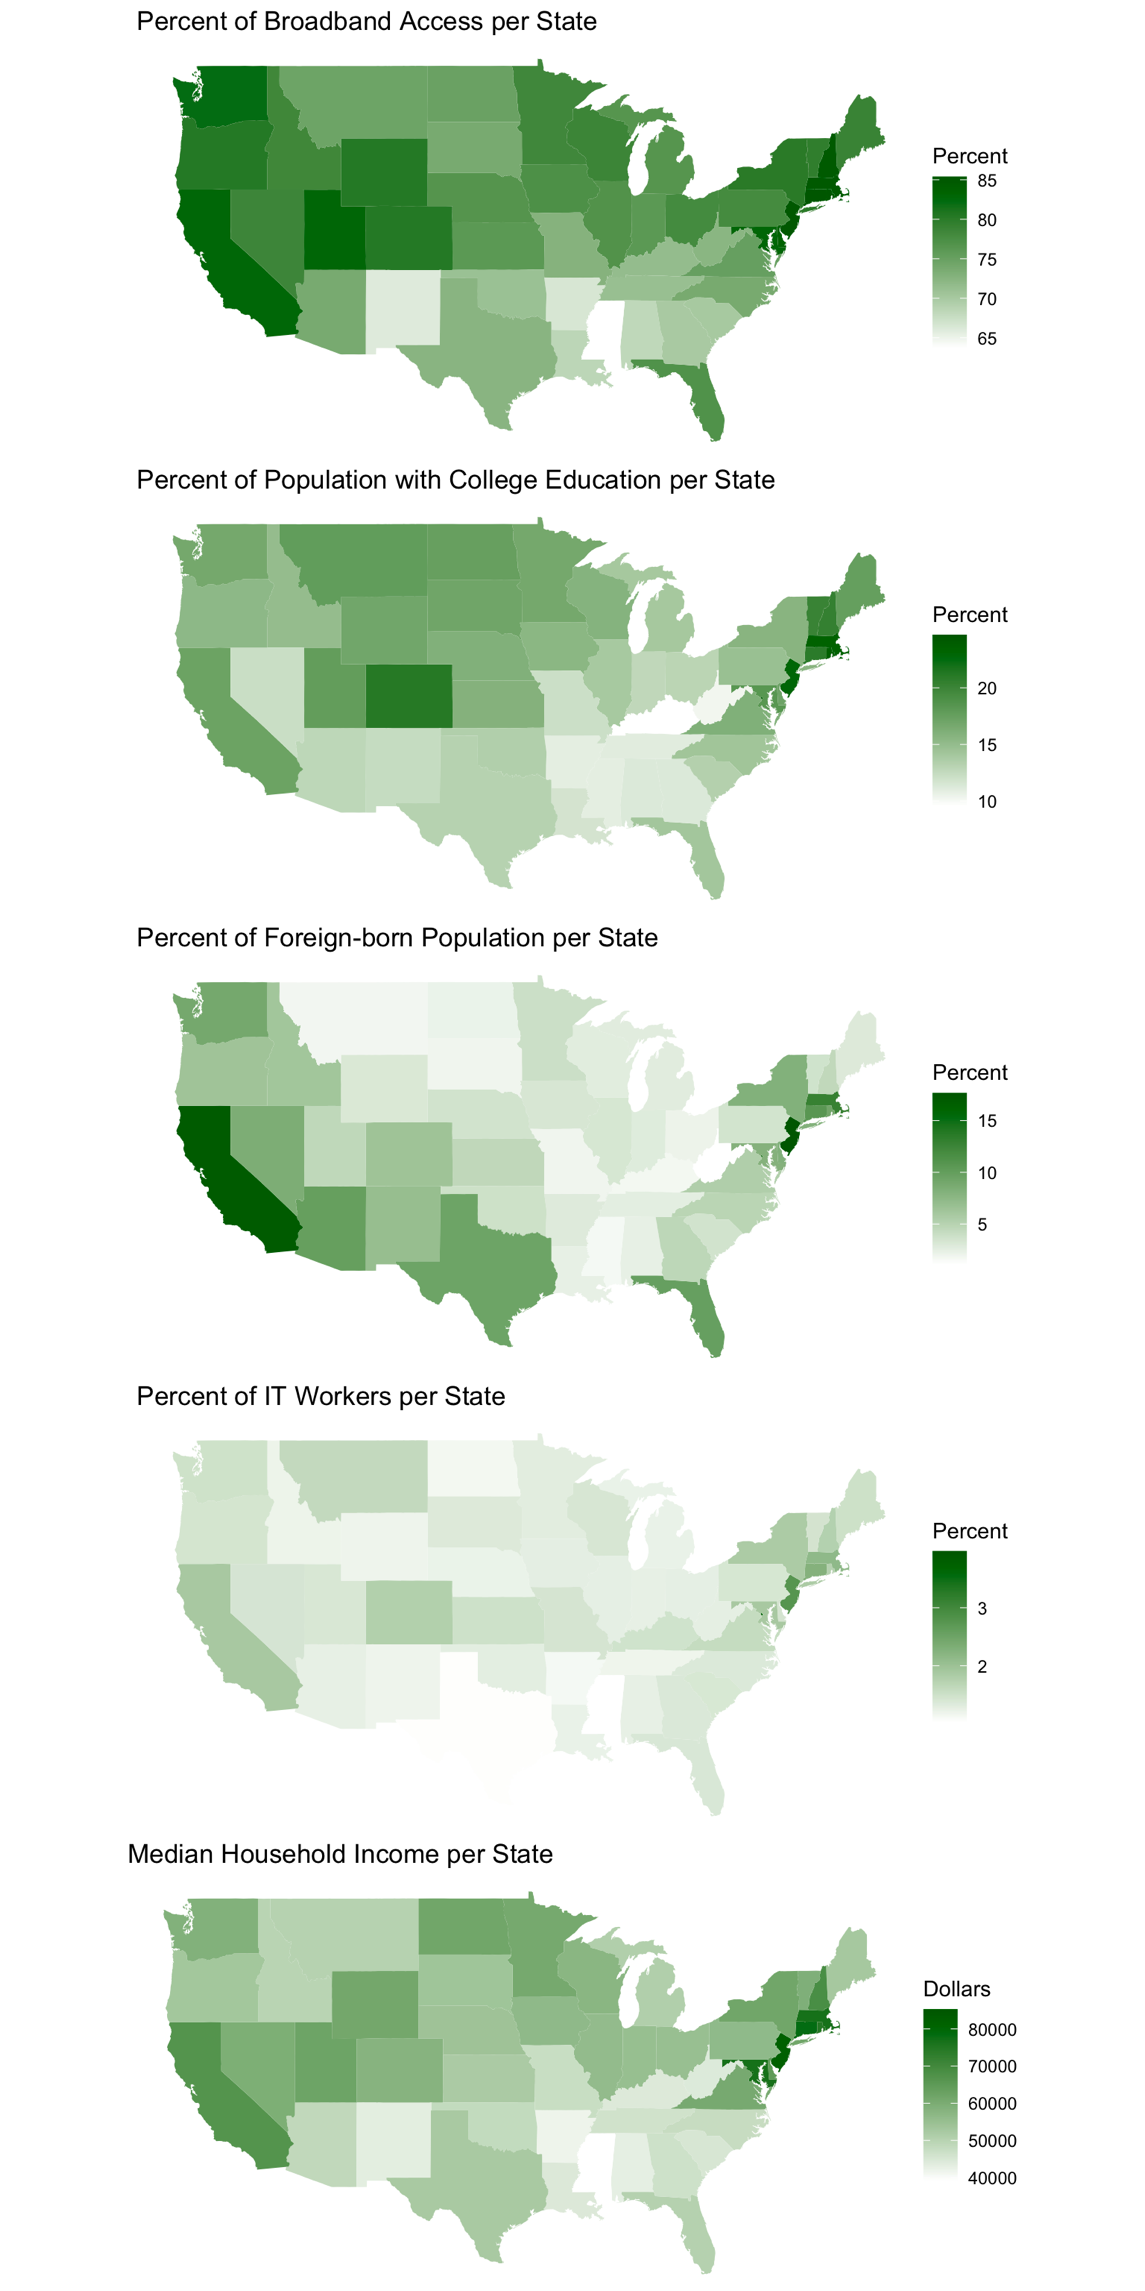 Percent of Broadband Access per State
Percent
85
80
75
70
65
Percent of Population with College Education per State
Percent
20
15
10
Percent of Foreign-born Population per State
Percent
15
10
5
Percent of IT Workers per State
Percent
3
2
Median Household Income per State
Dollars
80000
70000
60000
50000
40000